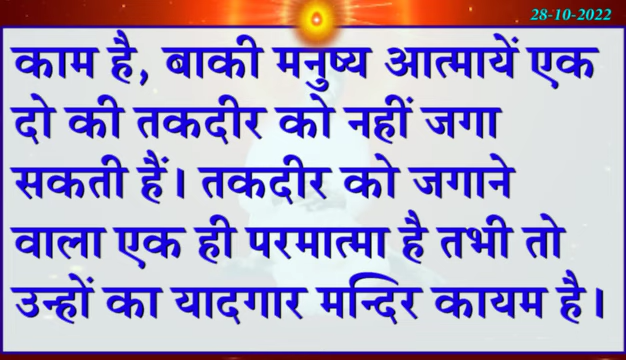 28-10-2022
काम है, बाकी मनुष्य आत्मायें एक
दो की तकदीर को नहीं जगा
सकती हैं। तकदीर को जगाने
वाला एक ही परमात्मा है तभी तो
उन्हों का यादगार मन्दिर कायम है।